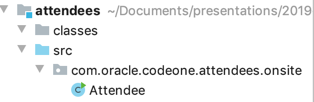 attendees ~/Documents/presentations/2019
classes
src
com.oracle.codeone.attendees.onsite
Attendee